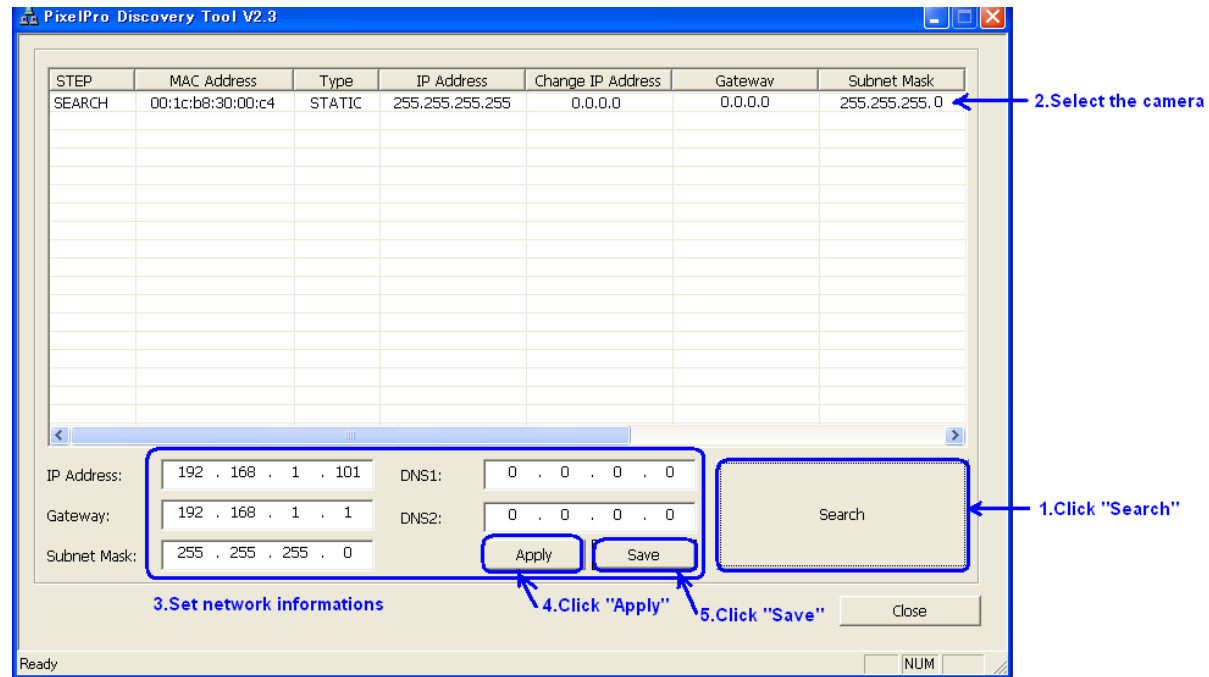 PixelPro Discovery Tool V2.3
STEP MAC Address Type IP Address Change IP Address Gateway Subnet Mask
SEARCH 00:1c:b8:30:00:c4 STATIC 255.255.255.255 0.0.0.0 0.0.0.0 255.255.255.0
2.Select the camera
IP Address: 192 . 168 . 1 . 101 DNS1: 0 . 0 . 0 . 0
Gateway: 192 . 168 . 1 . 1 DNS2: 0 . 0 . 0 . 0
Search
1.Click "Search"
Subnet Mask: 255 . 255 . 255 . 0 Apply Save
3.Set network informations
4.Click "Apply"
5.Click "Save"
Close
Ready NUM